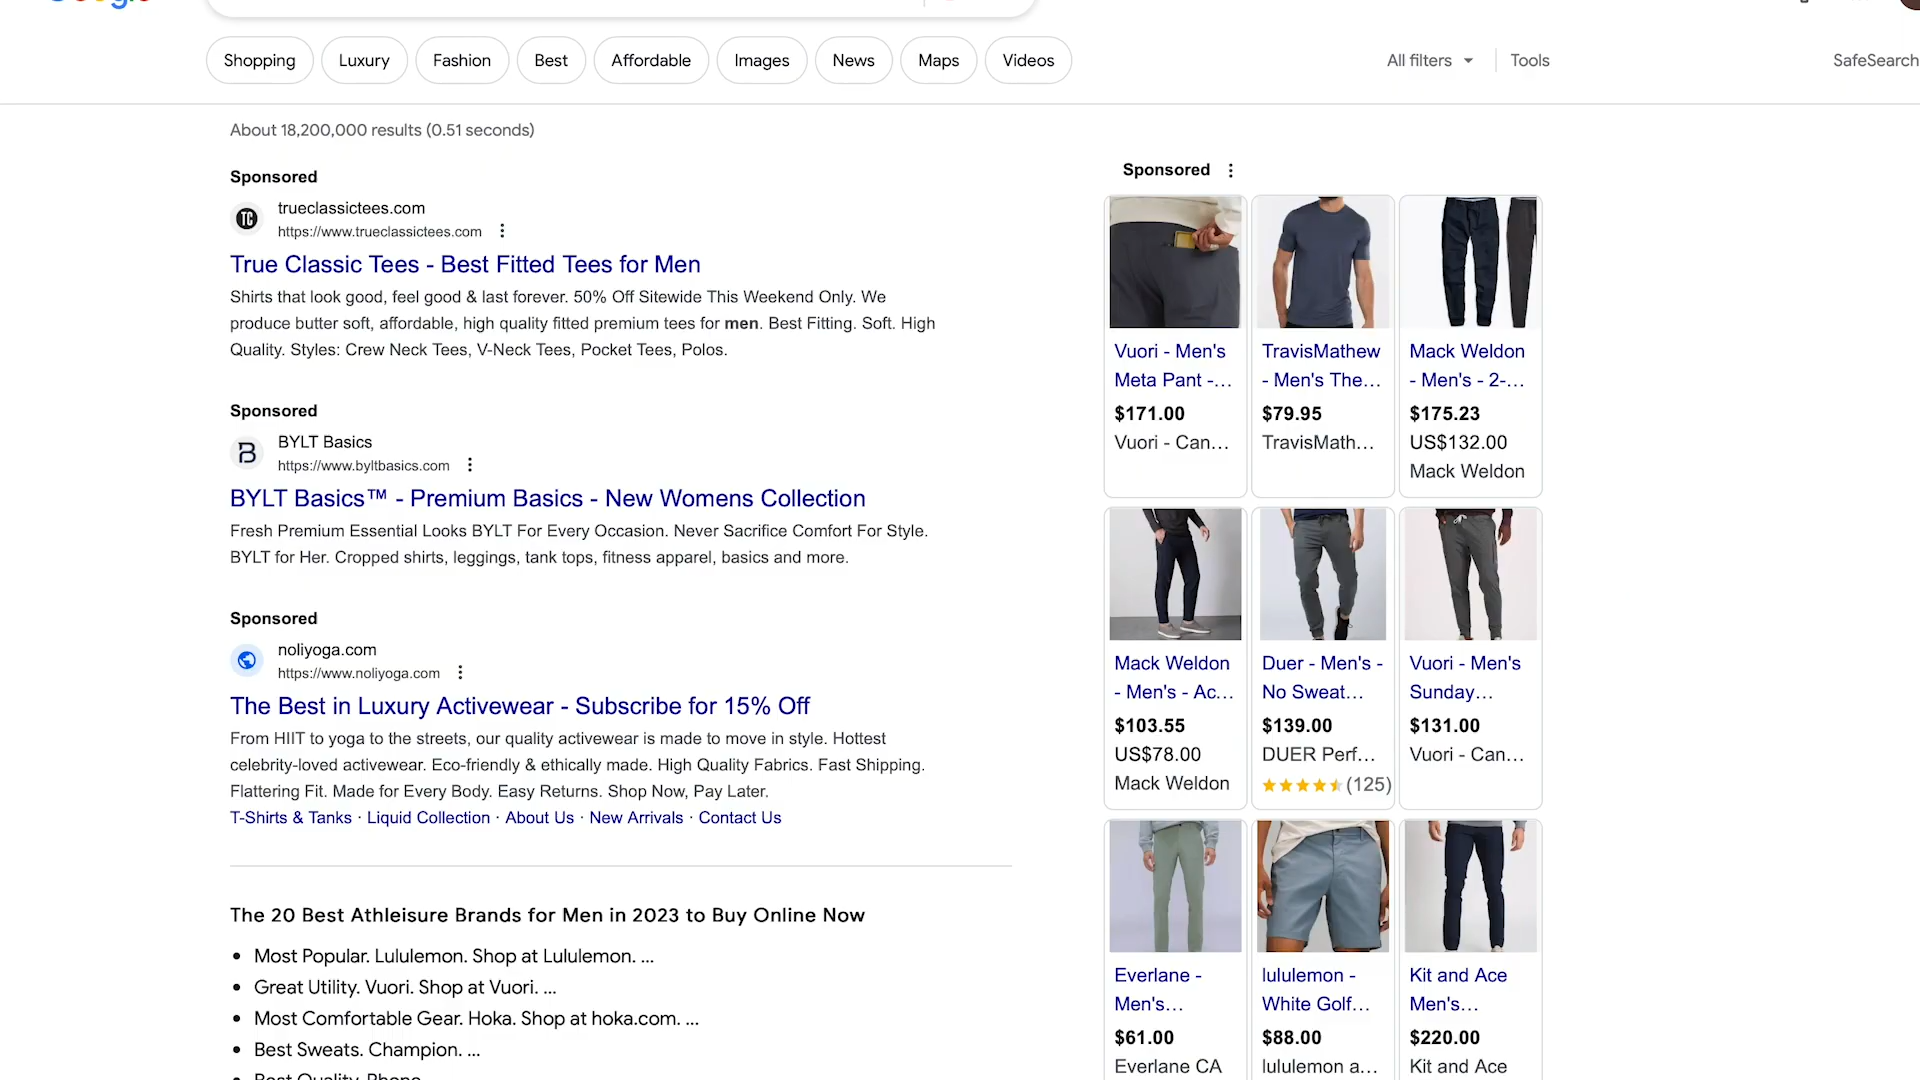 Shopping
Luxury
Fashion
Best
Affordable
Images
News
Maps
Videos
All filters
Tools
SafeSearch
About 18,200,000 results (0.51 seconds)
Sponsored
TC
trueclassictees.com
https://www.trueclassictees.com
True Classic Tees - Best Fitted Tees for Men
Shirts that look good, feel good & last forever. 50% Off Sitewide This Weekend Only. We
produce butter soft, affordable, high quality fitted premium tees for men. Best Fitting. Soft. High
Quality. Styles: Crew Neck Tees, V-Neck Tees, Pocket Tees, Polos.
Sponsored
B
BYLT Basics
https://www.byltbasics.com
BYLT Basics™ - Premium Basics - New Womens Collection
Fresh Premium Essential Looks BYLT For Every Occasion. Never Sacrifice Comfort For Style.
BYLT for Her. Cropped shirts, leggings, tank tops, fitness apparel, basics and more.
Sponsored
noliyoga.com
https://www.noliyoga.com
The Best in Luxury Activewear - Subscribe for 15% Off
From HIIT to yoga to the streets, our quality activewear is made to move in style. Hottest
celebrity-loved activewear. Eco-friendly & ethically made. High Quality Fabrics. Fast Shipping.
Flattering Fit. Made for Every Body. Easy Returns. Shop Now, Pay Later.
T-Shirts & Tanks · Liquid Collection · About Us · New Arrivals · Contact Us
The 20 Best Athleisure Brands for Men in 2023 to Buy Online Now
• Most Popular. Lululemon. Shop at Lululemon. ...
• Great Utility. Vuori. Shop at Vuori. ...
• Most Comfortable Gear. Hoka. Shop at hoka.com. ...
• Best Sweats. Champion. ...
Sponsored
Vuori - Men's
Meta Pant -...
$171.00
Vuori - Can...
TravisMathew
- Men's The...
$79.95
TravisMath...
Mack Weldon
- Men's - 2-...
$175.23
US$132.00
Mack Weldon
Mack Weldon
- Men's - Ac...
$103.55
US$78.00
Mack Weldon
Duer - Men's -
No Sweat...
$139.00
DUER Perf...
(125)
Vuori - Men's
Sunday...
$131.00
Vuori - Can...
Everlane -
Men's...
$61.00
Everlane CA
lululemon -
White Golf...
$88.00
lululemon a...
Kit and Ace
Men's...
$220.00
Kit and Ace